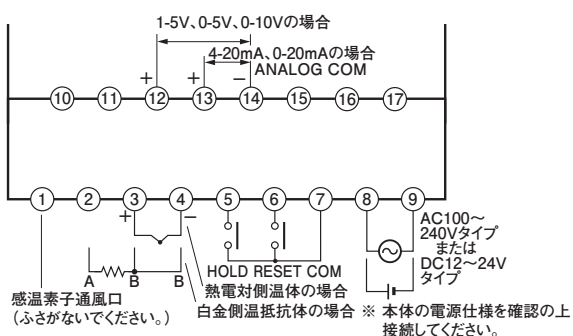 1-5V、0-5V、0-10Vの場合
4-20mA、0-20mAの場合
ANALOG COM
+ + −
10 11 12 13 14 15 16 17
1 2 3 4 5 6 7 8 9
+ −
A B B
HOLD RESET COM
AC100～
240Vタイプ
または
DC12～24V
タイプ
感温素子通風口
(ふさがないでください。)
熱電対側温体の場合
白金側温抵抗体の場合
※ 本体の電源仕様を確認の上
接続してください。